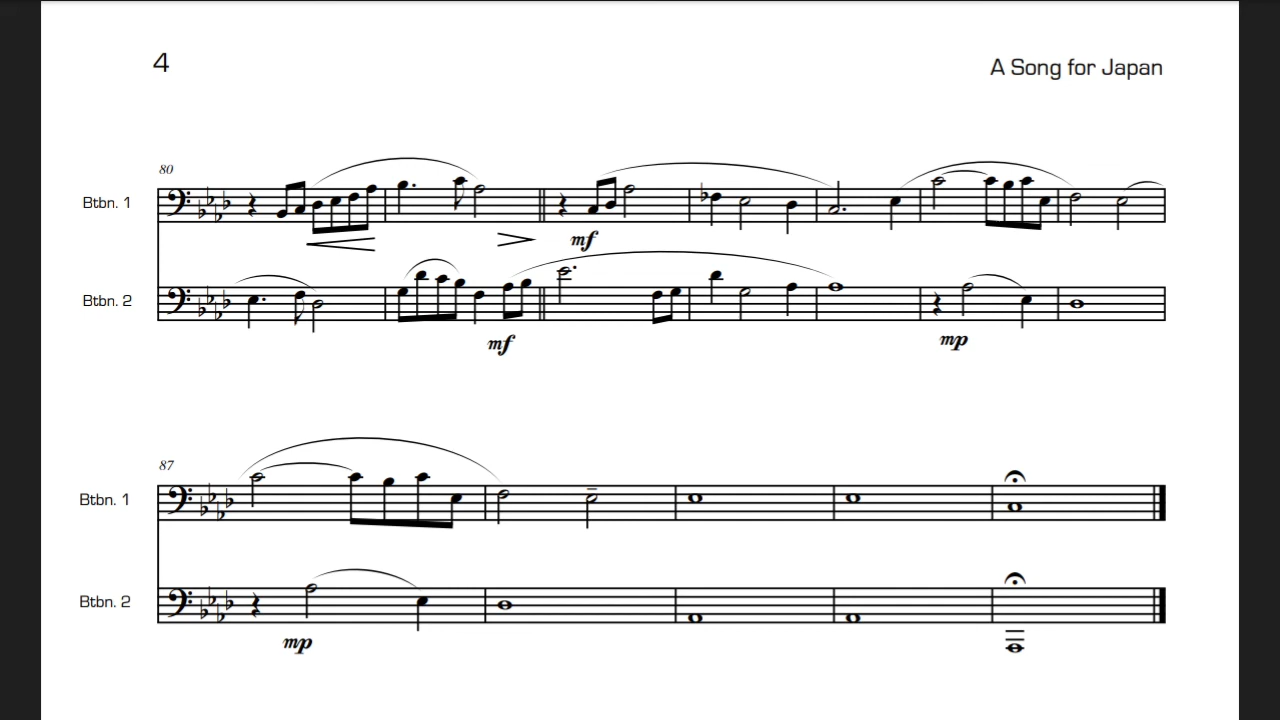 4
A Song for Japan
80
Btbn. 1
mf
Btbn. 2
mf
mp
87
Btbn. 1
Btbn. 2
mp